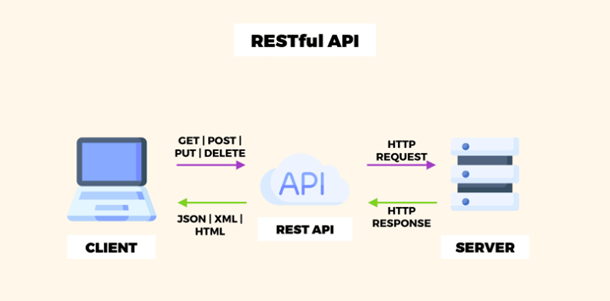 RESTful API
GET | POST |
PUT | DELETE
HTTP
REQUEST
API
JSON | XML |
HTML
HTTP
RESPONSE
REST API
CLIENT
SERVER